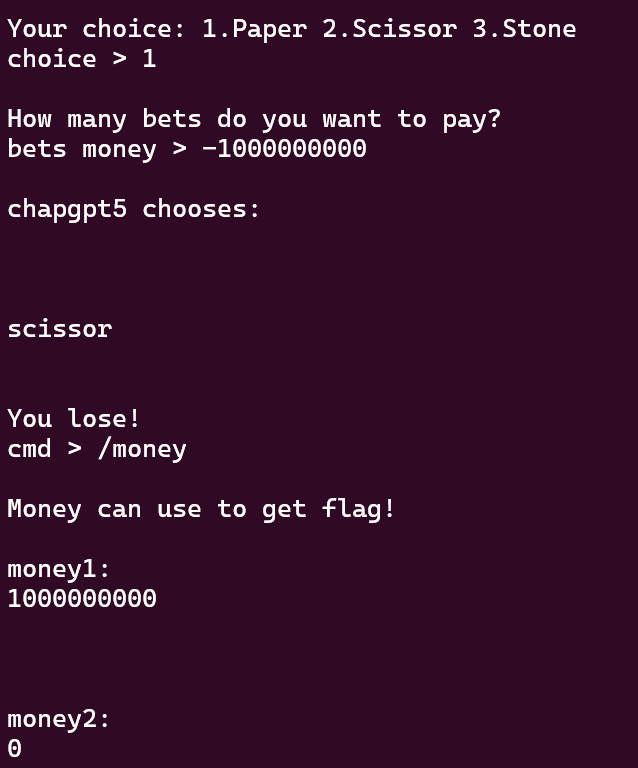 Your choice: 1.Paper 2.Scissor 3.Stone
choice > 1
How many bets do you want to pay?
bets money > -1000000000
chapgpt5 chooses:
scissor
You lose!
cmd > /money
Money can use to get flag!
money1:
1000000000
money2:
0